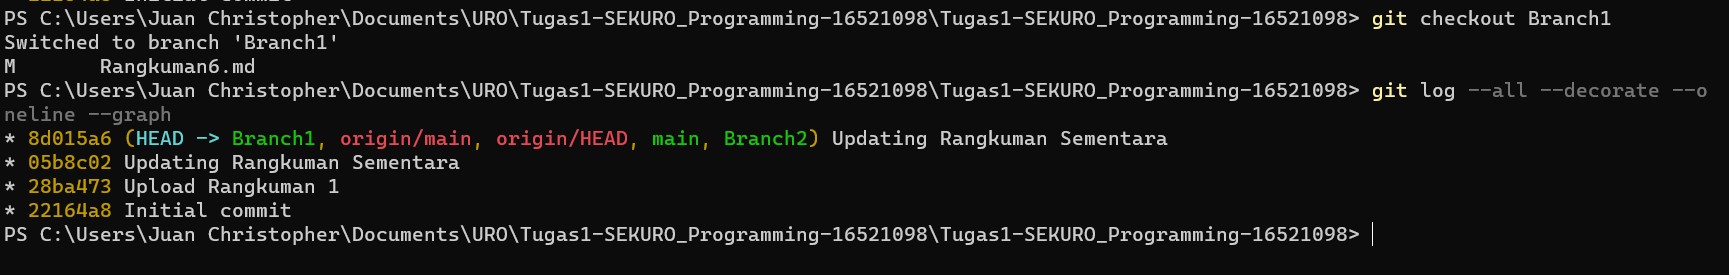 PS C:\Users\Juan Christopher\Documents\URO\Tugas1-SEKURO_Programming-16521098\Tugas1-SEKURO_Programming-16521098> git checkout Branch1
Switched to branch 'Branch1'
M       Rangkuman6.md
PS C:\Users\Juan Christopher\Documents\URO\Tugas1-SEKURO_Programming-16521098\Tugas1-SEKURO_Programming-16521098> git log --all --decorate --o
neline --graph
* 8d015a6 (HEAD -> Branch1, origin/main, origin/HEAD, main, Branch2) Updating Rangkuman Sementara
* 05b8c02 Updating Rangkuman Sementara
* 28ba473 Upload Rangkuman 1
* 22164a8 Initial commit
PS C:\Users\Juan Christopher\Documents\URO\Tugas1-SEKURO_Programming-16521098\Tugas1-SEKURO_Programming-16521098>